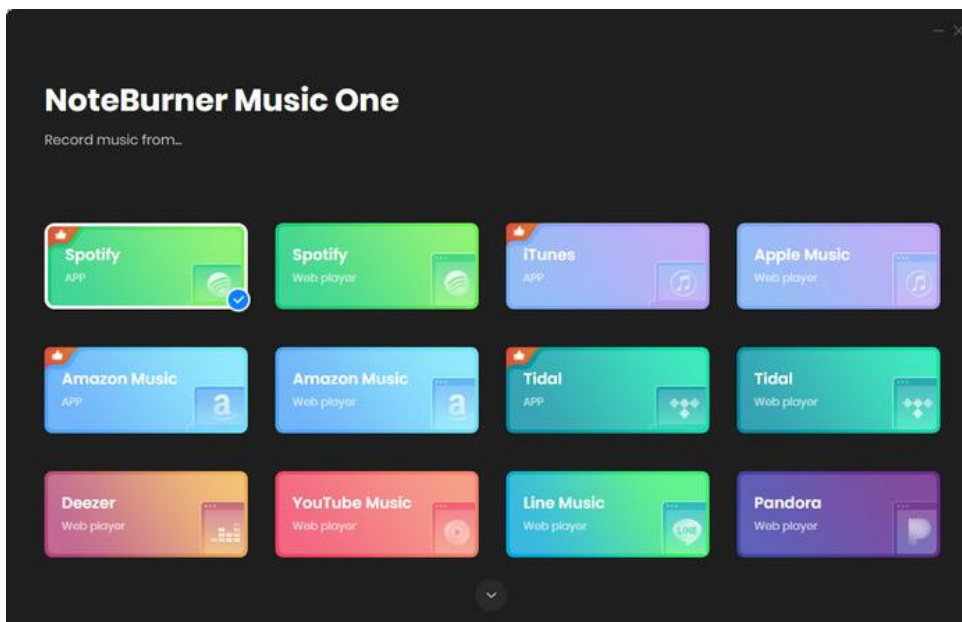 NoteBurner Music One
Record music from...
Spotify
APP
Spotify
Web player
iTunes
APP
Apple Music
Web player
Amazon Music
APP
Amazon Music
Web player
Tidal
APP
Tidal
Web player
Deezer
Web player
YouTube Music
Web player
Line Music
Web player
LINE
Pandora
Web player